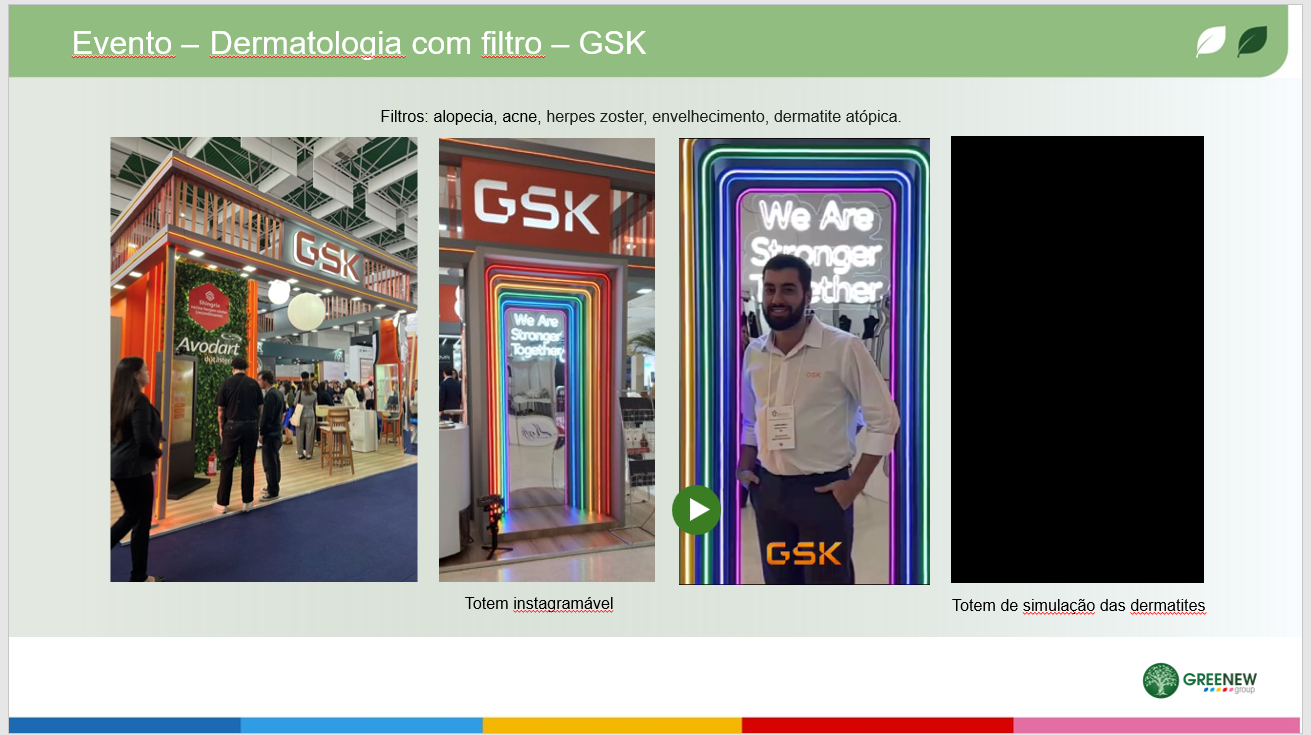 Evento – Dermatologia com filtro – GSK
Filtros: alopecia, acne, herpes zoster, envelhecimento, dermatite atópica.
GSK
Shingrix
Avodart
GSK
We Are
Stronger
Together
We Are
Stronger
Together
GSK
GSK
Totem instagramável
Totem de simulação das dermatites
GREENEW
group